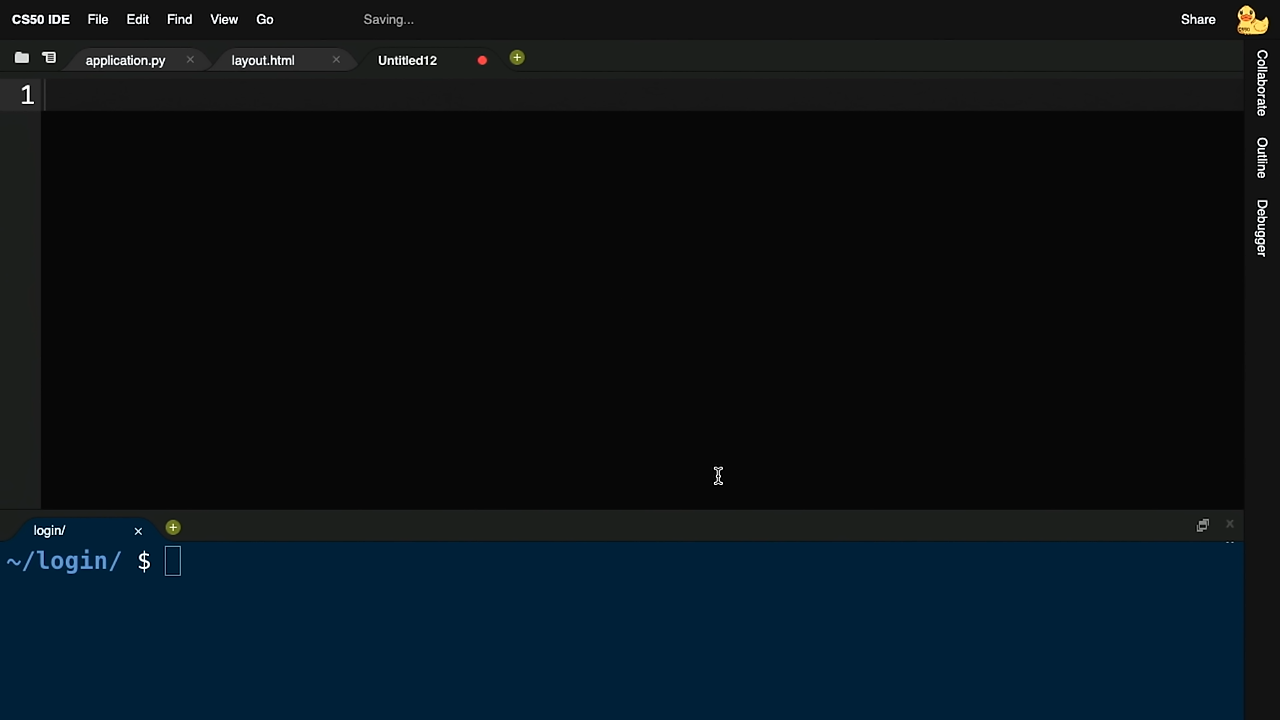 CS50 IDE File Edit Find View Go Saving... Share
application.py × layout.html × Untitled12
Collaborate
Outline
Debugger
1
login/ ×
~/login/ $